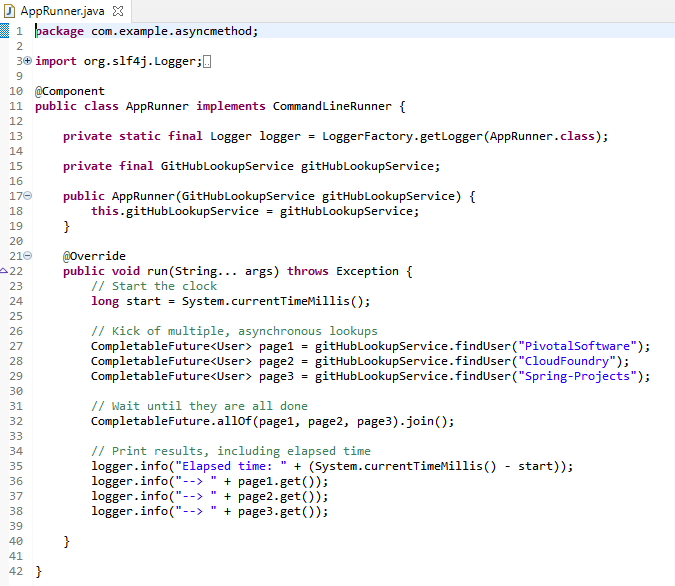 AppRunner.java
1 package com.example.asyncmethod;
2
3 import org.slf4j.Logger;
9
10 @Component
11 public class AppRunner implements CommandLineRunner {
12
13     private static final Logger logger = LoggerFactory.getLogger(AppRunner.class);
14
15     private final GitHubLookupService gitHubLookupService;
16
17     public AppRunner(GitHubLookupService gitHubLookupService) {
18         this.gitHubLookupService = gitHubLookupService;
19     }
20
21     @Override
22     public void run(String... args) throws Exception {
23         // Start the clock
24         long start = System.currentTimeMillis();
25
26         // Kick of multiple, asynchronous lookups
27         CompletableFuture<User> page1 = gitHubLookupService.findUser("PivotalSoftware");
28         CompletableFuture<User> page2 = gitHubLookupService.findUser("CloudFoundry");
29         CompletableFuture<User> page3 = gitHubLookupService.findUser("Spring-Projects");
30
31         // Wait until they are all done
32         CompletableFuture.allOf(page1, page2, page3).join();
33
34         // Print results, including elapsed time
35         logger.info("Elapsed time: " + (System.currentTimeMillis() - start));
36         logger.info("--> " + page1.get());
37         logger.info("--> " + page2.get());
38         logger.info("--> " + page3.get());
39
40     }
41
42 }